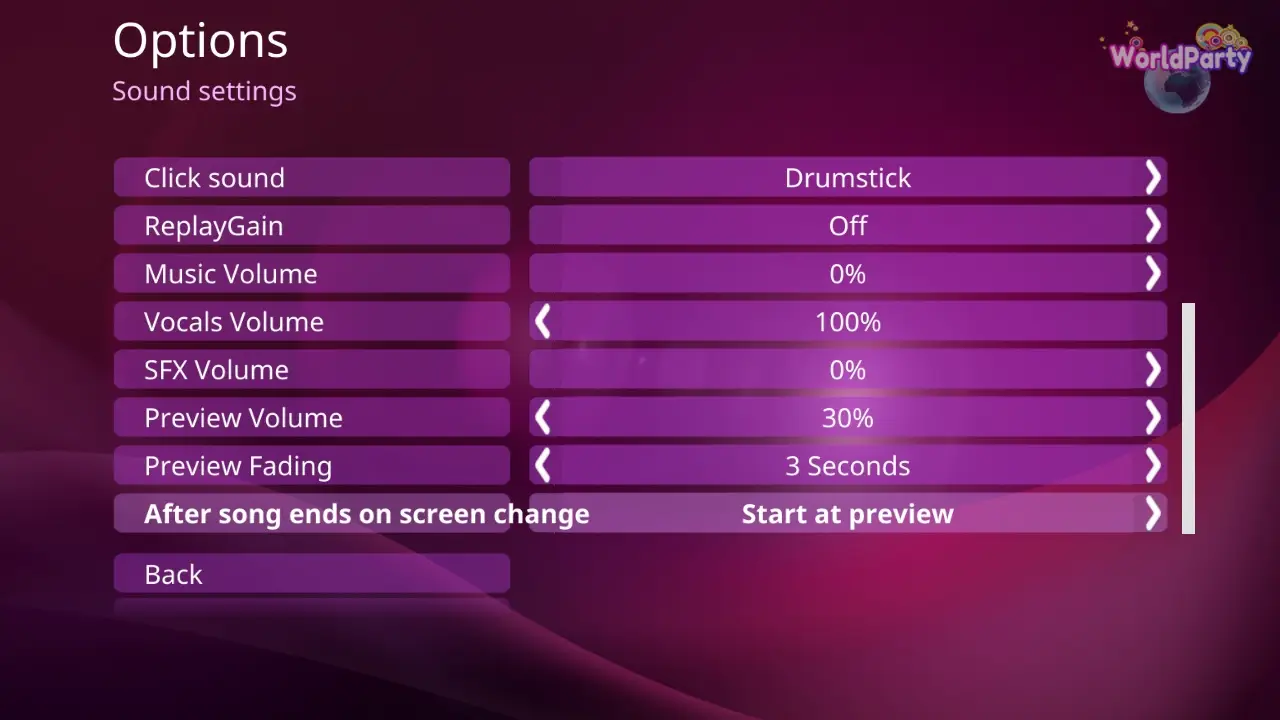 Options
WorldParty
Sound settings
Click sound Drumstick
ReplayGain Off
Music Volume 0%
Vocals Volume 100%
SFX Volume 0%
Preview Volume 30%
Preview Fading 3 Seconds
After song ends on screen change Start at preview
Back